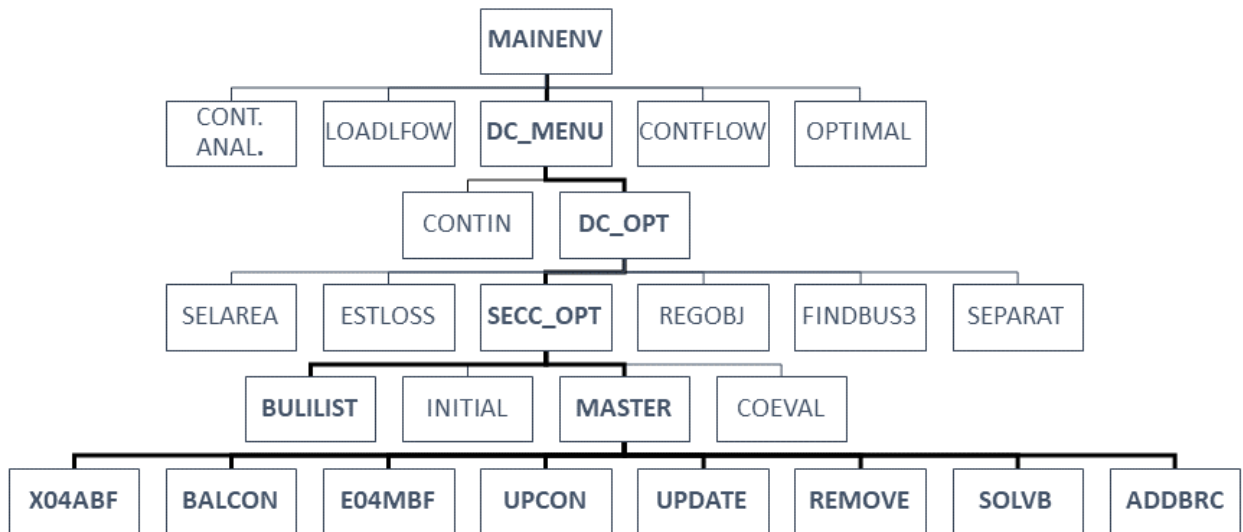 MAINENV
CONT.
ANAL.
LOADLFOW
DC_MENU
CONTFLOW
OPTIMAL
CONTIN
DC_OPT
SELAREA
ESTLOSS
SECC_OPT
REGOBJ
FINDBUS3
SEPARAT
BULILIST
INITIAL
MASTER
COEVAL
X04ABF
BALCON
E04MBF
UPCON
UPDATE
REMOVE
SOLVB
ADDBRC